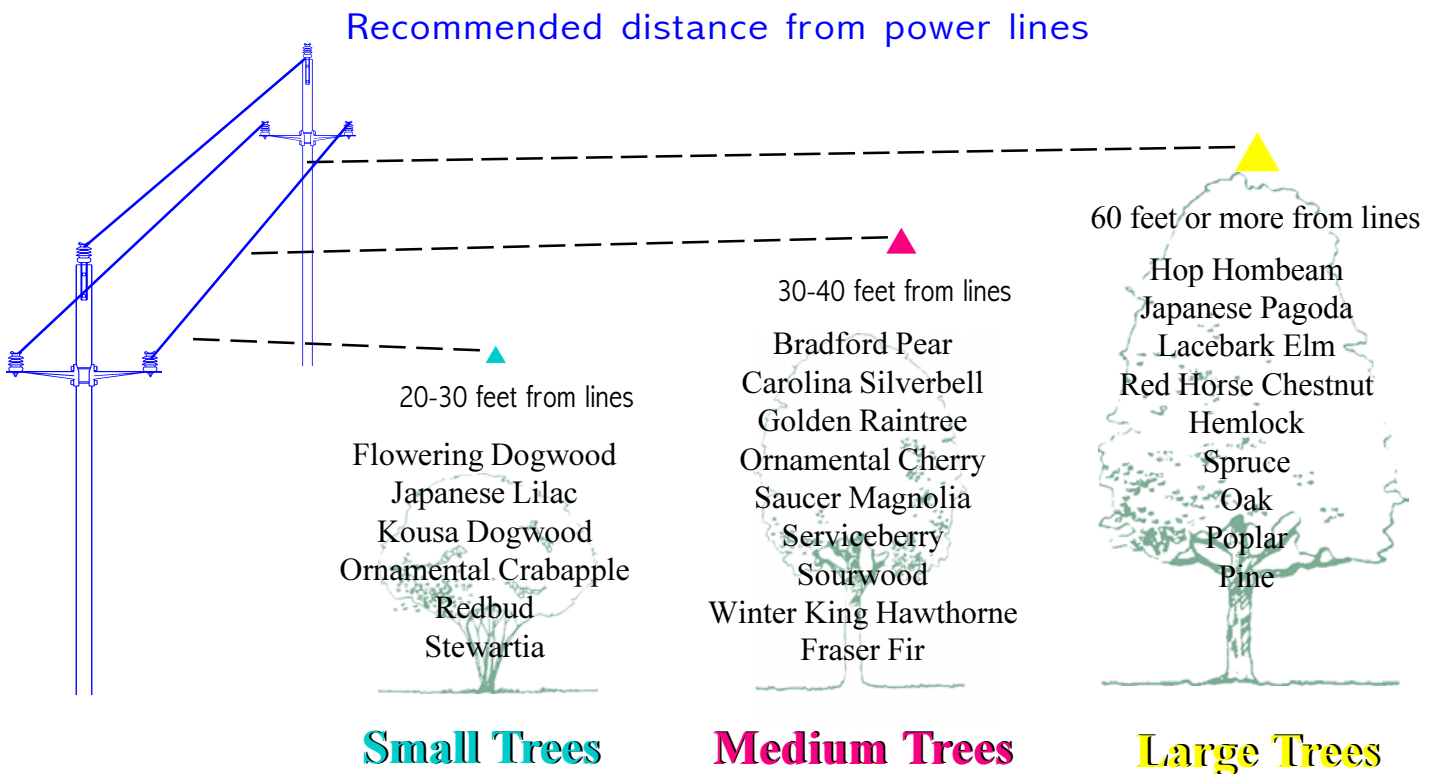 Recommended distance from power lines
20-30 feet from lines
Flowering Dogwood
Japanese Lilac
Kousa Dogwood
Ornamental Crabapple
Redbud
Stewartia
Small Trees
30-40 feet from lines
Bradford Pear
Carolina Silverbell
Golden Raintree
Ornamental Cherry
Saucer Magnolia
Serviceberry
Sourwood
Winter King Hawthorne
Fraser Fir
Medium Trees
60 feet or more from lines
Hop Hombeam
Japanese Pagoda
Lacebark Elm
Red Horse Chestnut
Hemlock
Spruce
Oak
Poplar
Pine
Large Trees